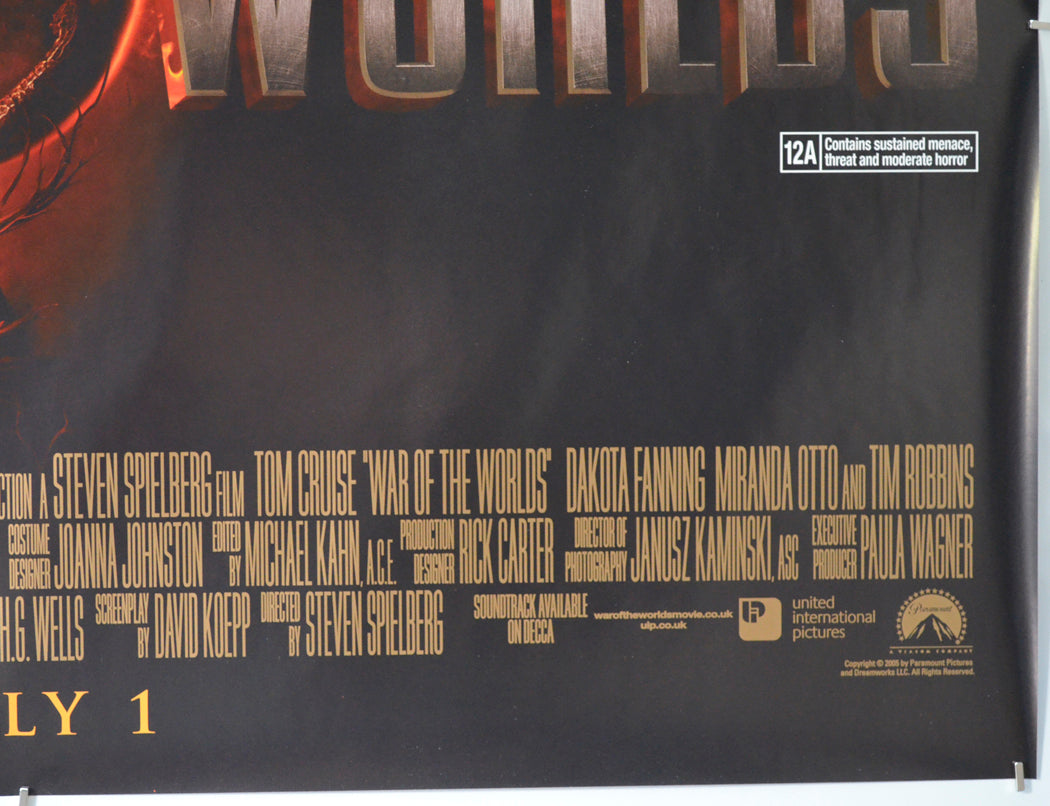 WORLDS
12A Contains sustained menace,
threat and moderate horror
CTION A STEVEN SPIELBERG FILM TOM CRUISE "WAR OF THE WORLDS" DAKOTA FANNING MIRANDA OTTO AND TIM ROBBINS
COSTUME DESIGNER JOANNA JOHNSTON EDITED BY MICHAEL KAHN, A.C.E. PRODUCTION DESIGNER RICK CARTER DIRECTOR OF PHOTOGRAPHY JANUSZ KAMINSKI, ASC EXECUTIVE PRODUCER PAULA WAGNER
H.G. WELLS SCREENPLAY BY DAVID KOEPP DIRECTED BY STEVEN SPIELBERG
SOUNDTRACK AVAILABLE
ON DECCA
waroftheworldsmovie.co.uk
uip.co.uk
united
international
pictures
Paramount
A VIACOM COMPANY
Copyright © 2005 by Paramount Pictures
and Dreamworks LLC. All Rights Reserved.
LY 1